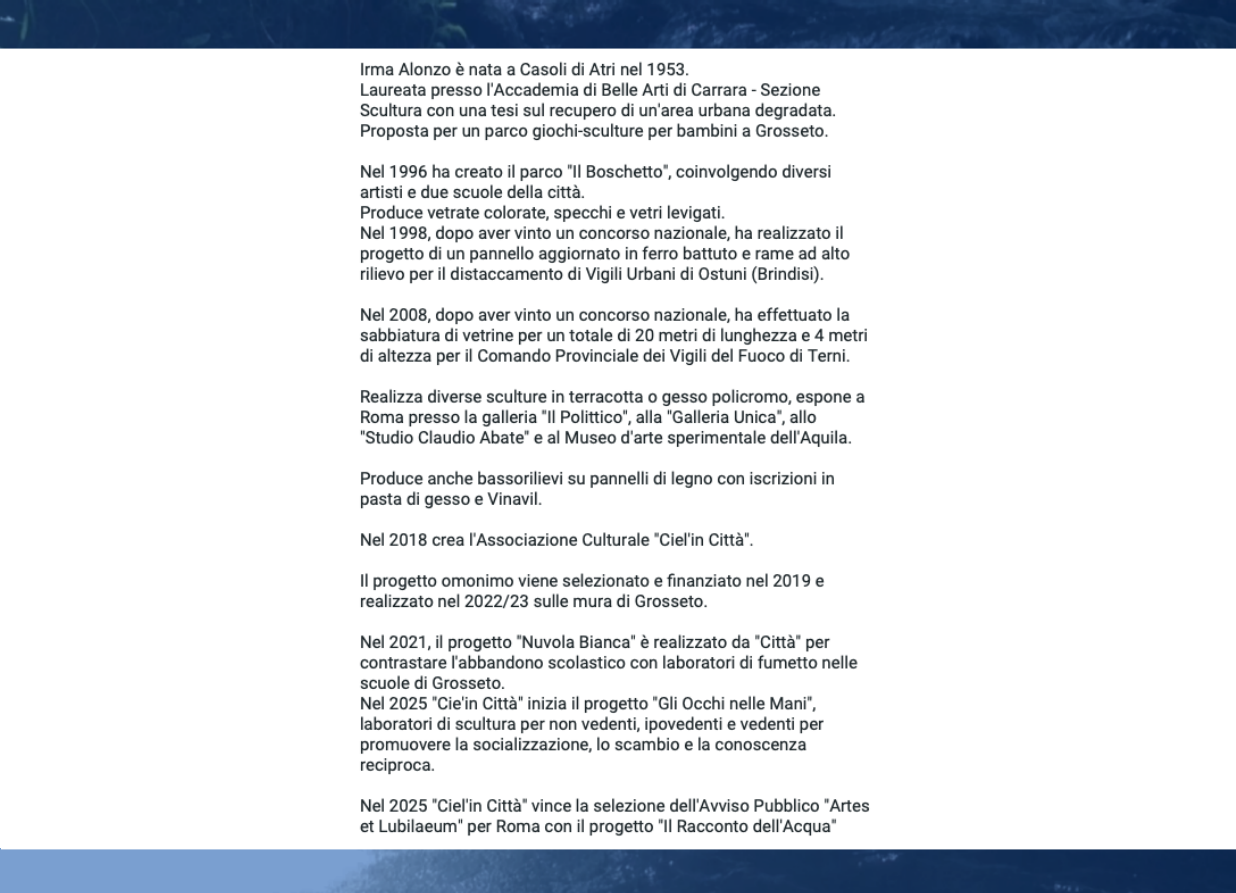 Irma Alonzo è nata a Casoli di Atri nel 1953.
Laureata presso l'Accademia di Belle Arti di Carrara - Sezione
Scultura con una tesi sul recupero di un'area urbana degradata.
Proposta per un parco giochi-sculture per bambini a Grosseto.
Nel 1996 ha creato il parco "Il Boschetto", coinvolgendo diversi
artisti e due scuole della città.
Produce vetrate colorate, specchi e vetri levigati.
Nel 1998, dopo aver vinto un concorso nazionale, ha realizzato il
progetto di un pannello aggiornato in ferro battuto e rame ad alto
rilievo per il distaccamento di Vigili Urbani di Ostuni (Brindisi).
Nel 2008, dopo aver vinto un concorso nazionale, ha effettuato la
sabbiatura di vetrine per un totale di 20 metri di lunghezza e 4 metri
di altezza per il Comando Provinciale dei Vigili del Fuoco di Terni.
Realizza diverse sculture in terracotta o gesso policromo, espone a
Roma presso la galleria "Il Polittico", alla "Galleria Unica", allo
"Studio Claudio Abate" e al Museo d'arte sperimentale dell'Aquila.
Produce anche bassorilievi su pannelli di legno con iscrizioni in
pasta di gesso e Vinavil.
Nel 2018 crea l'Associazione Culturale "Ciel'in Città".
Il progetto omonimo viene selezionato e finanziato nel 2019 e
realizzato nel 2022/23 sulle mura di Grosseto.
Nel 2021, il progetto "Nuvola Bianca" è realizzato da "Città" per
contrastare l'abbandono scolastico con laboratori di fumetto nelle
scuole di Grosseto.
Nel 2025 "Cie'in Città" inizia il progetto "Gli Occhi nelle Mani",
laboratori di scultura per non vedenti, ipovedenti e vedenti per
promuovere la socializzazione, lo scambio e la conoscenza
reciproca.
Nel 2025 "Ciel'in Città" vince la selezione dell'Avviso Pubblico "Artes
et Lubilaeum" per Roma con il progetto "Il Racconto dell'Acqua"